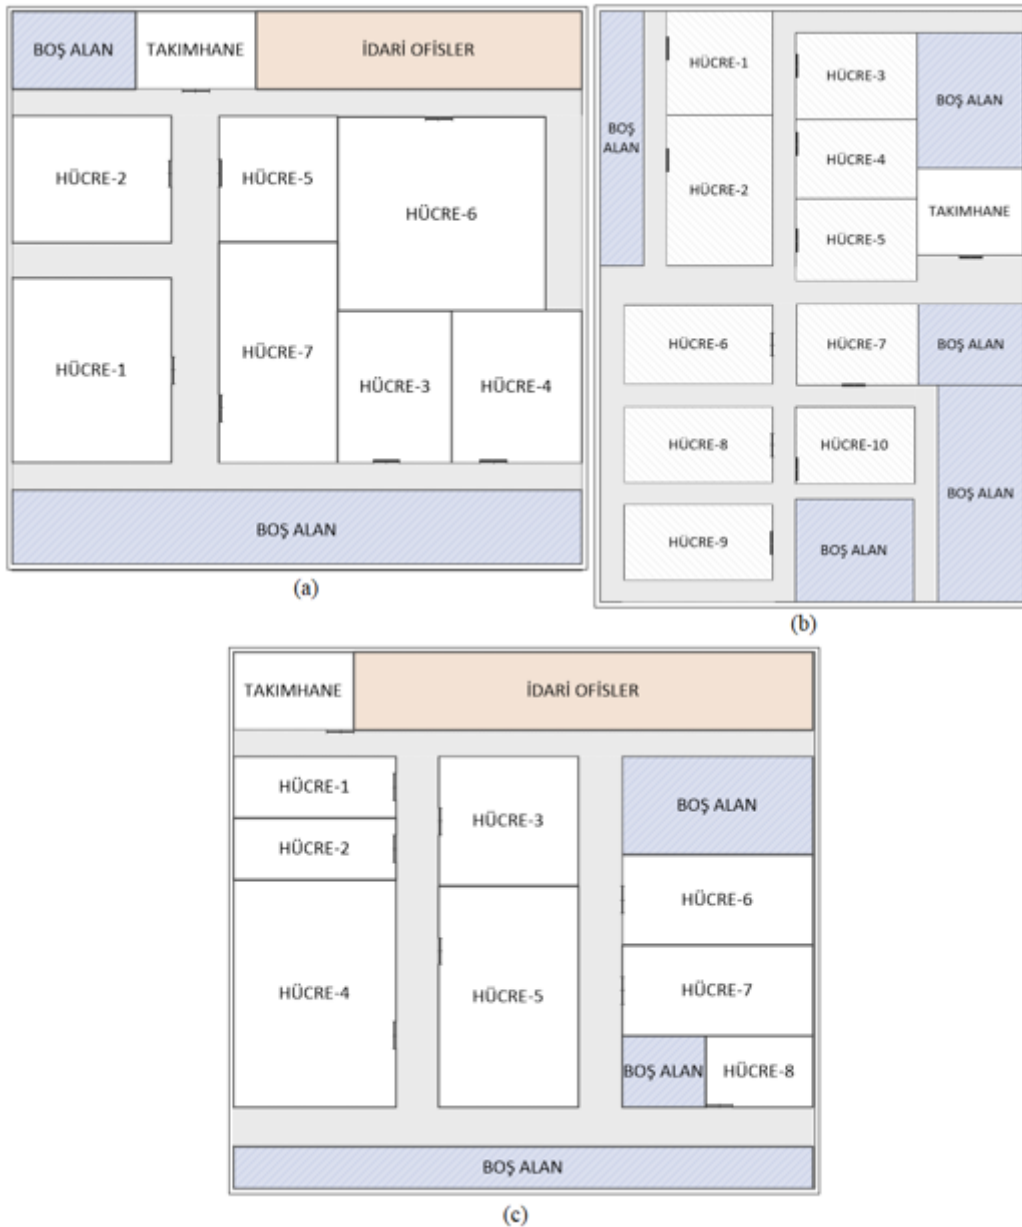 BOŞ ALAN
TAKIMHANE
İDARİ OFİSLER
HÜCRE-2
HÜCRE-5
HÜCRE-6
HÜCRE-1
HÜCRE-7
HÜCRE-3
HÜCRE-4
BOŞ ALAN
(a)
HÜCRE-1
HÜCRE-3
BOŞ ALAN
BOŞ
ALAN
HÜCRE-4
HÜCRE-2
TAKIMHANE
HÜCRE-5
HÜCRE-6
HÜCRE-7
BOŞ ALAN
HÜCRE-8
HÜCRE-10
BOŞ ALAN
HÜCRE-9
BOŞ ALAN
(b)
TAKIMHANE
İDARİ OFİSLER
HÜCRE-1
HÜCRE-3
BOŞ ALAN
HÜCRE-2
HÜCRE-6
HÜCRE-4
HÜCRE-5
HÜCRE-7
BOŞ ALAN
HÜCRE-8
BOŞ ALAN
(c)